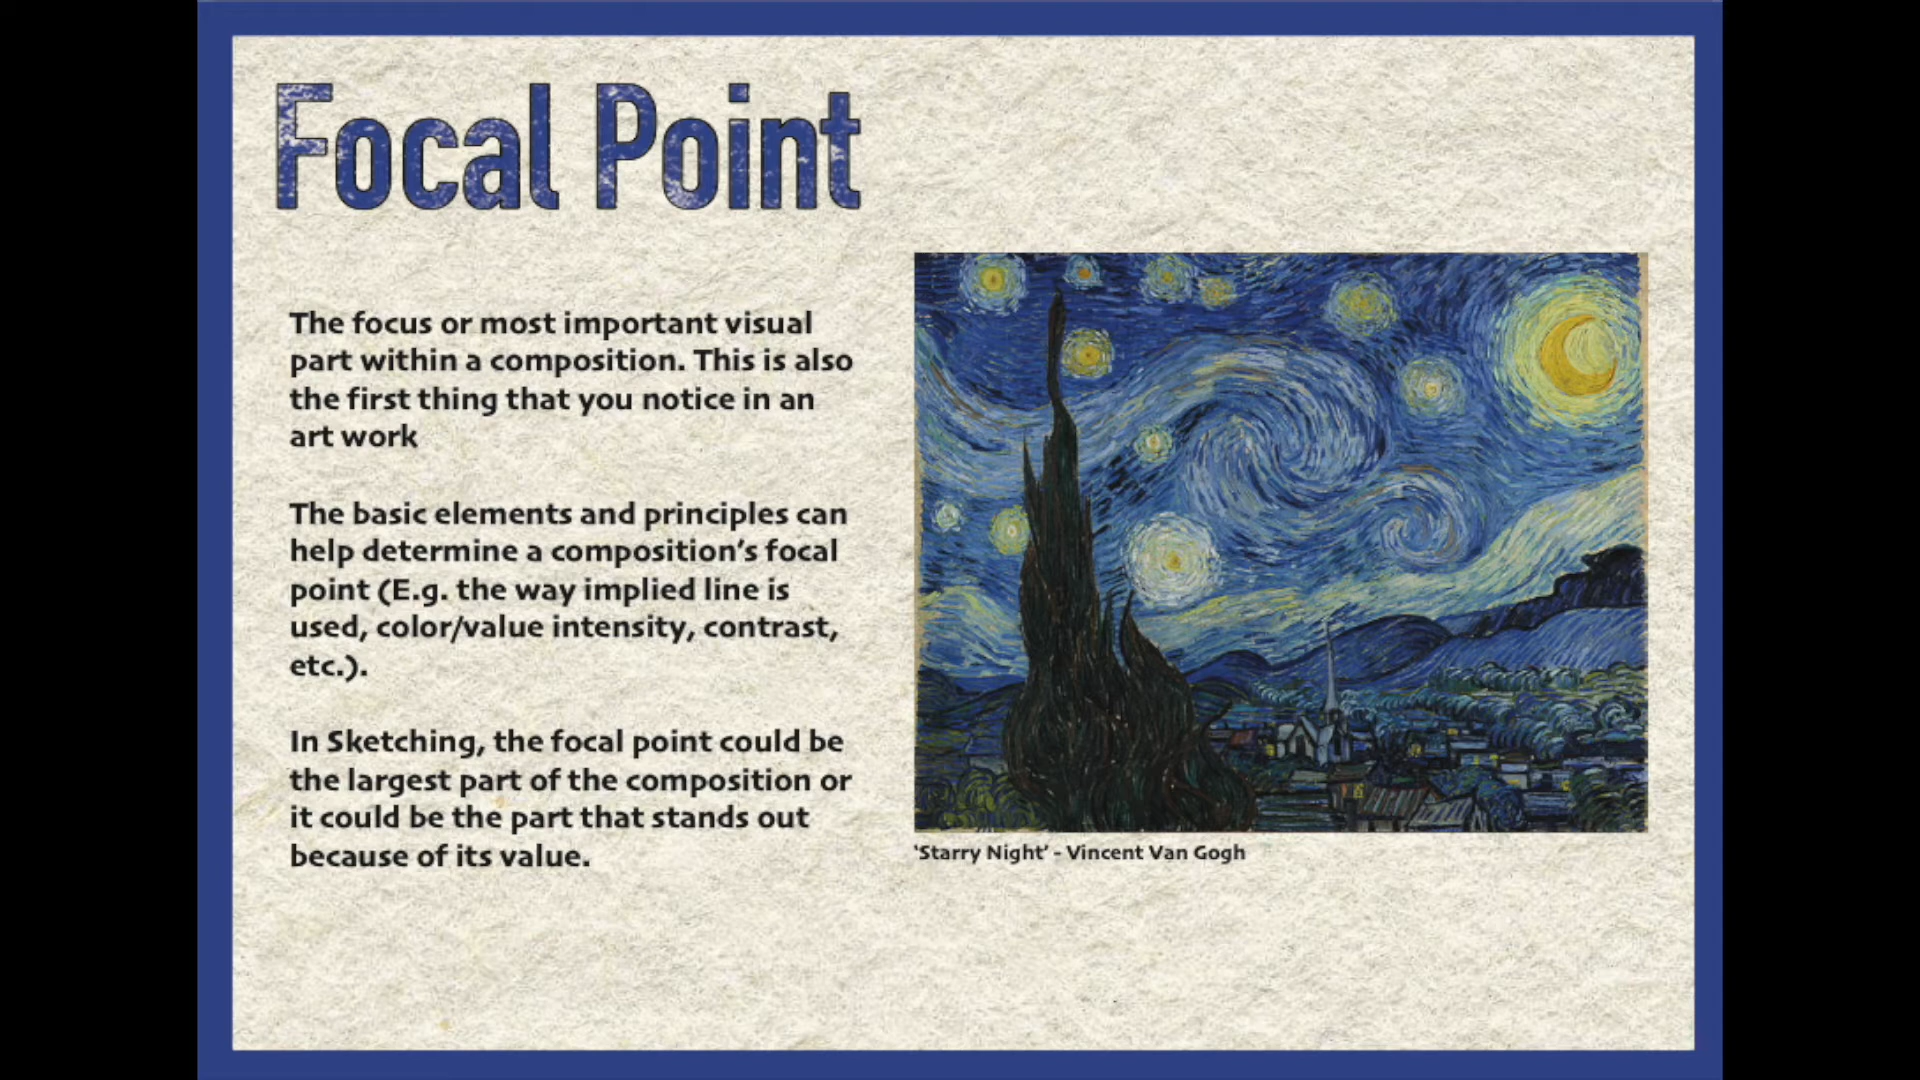 Focal Point
The focus or most important visual
part within a composition. This is also
the first thing that you notice in an
art work
The basic elements and principles can
help determine a composition's focal
point (E.g. the way implied line is
used, color/value intensity, contrast,
etc.).
In Sketching, the focal point could be
the largest part of the composition or
it could be the part that stands out
because of its value.
'Starry Night' - Vincent Van Gogh